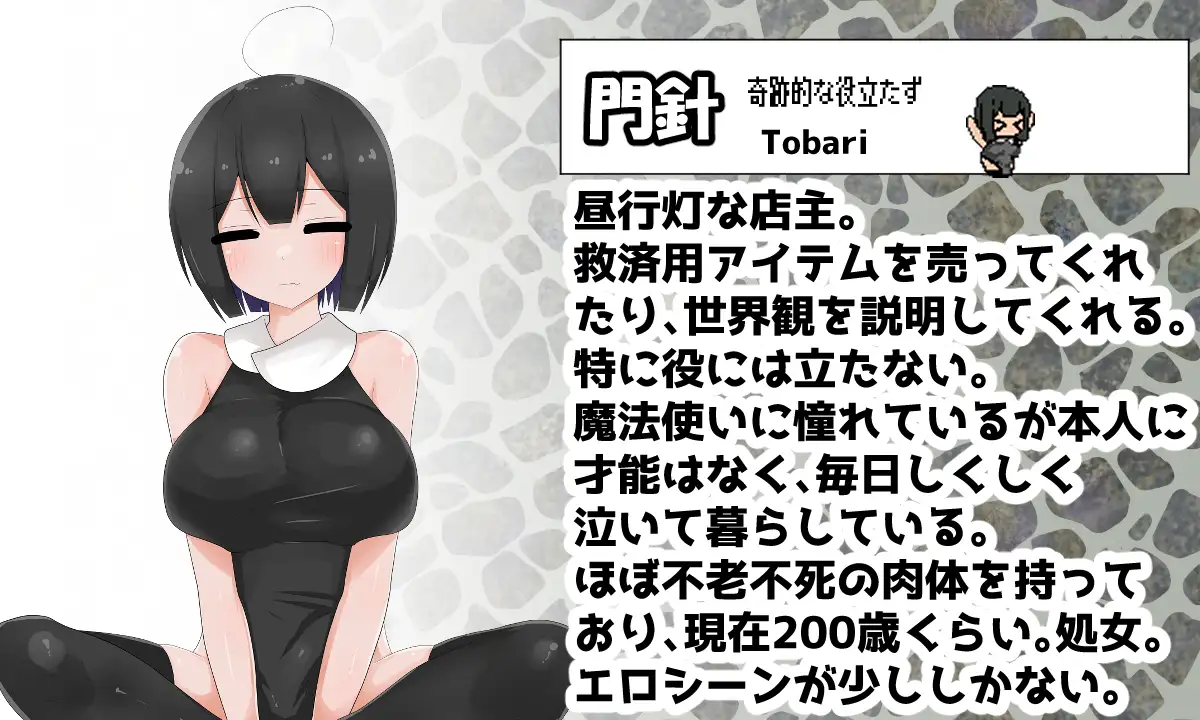 門針
奇跡的な役立たず
Tobari
昼行灯な店主。
救済用アイテムを売ってくれ
たり、世界観を説明してくれる。
特に役には立たない。
魔法使いに憧れているが本人に
才能はなく、毎日しくしく
泣いて暮らしている。
ほぼ不老不死の肉体を持って
おり、現在200歳くらい。処女。
エロシーンが少ししかない。